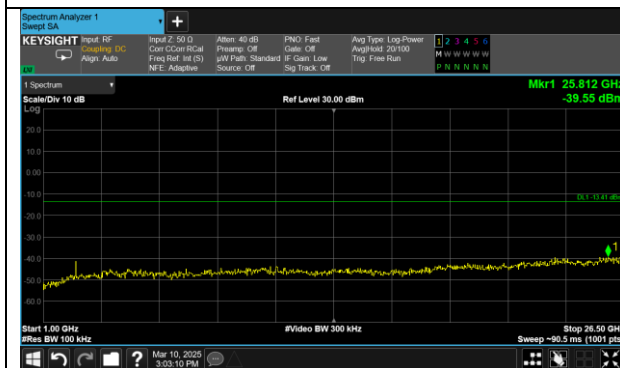 Spectrum Analyzer 1
Swept SA
+
KEYSIGHT
Input: RF
Coupling: DC
Align: Auto
Input Z: 50 Ω
Corr CCorr RCal
Freq Ref: Int (S)
NFE: Adaptive
Atten: 40 dB
Preamp: Off
µW Path: Standard
Source: Off
PNO: Fast
Gate: Off
IF Gain: Low
Sig Track: Off
Avg Type: Log-Power
Avg|Hold: 20/100
Trig: Free Run
1 2 3 4 5 6
M W W W W W
P N N N N N
1 Spectrum
Scale/Div 10 dB
Log
Ref Level 30.00 dBm
Mkr1 25.812 GHz
-39.55 dBm
20.0
10.0
0.00
-10.0
DL1 -13.41 dBm
-20.0
-30.0
1
-40.0
-50.0
-60.0
Start 1.00 GHz
#Res BW 100 kHz
#Video BW 300 kHz
Stop 26.50 GH
Sweep ~90.5 ms (1001 pts
?
Mar 10, 2025
3:03:10 PM